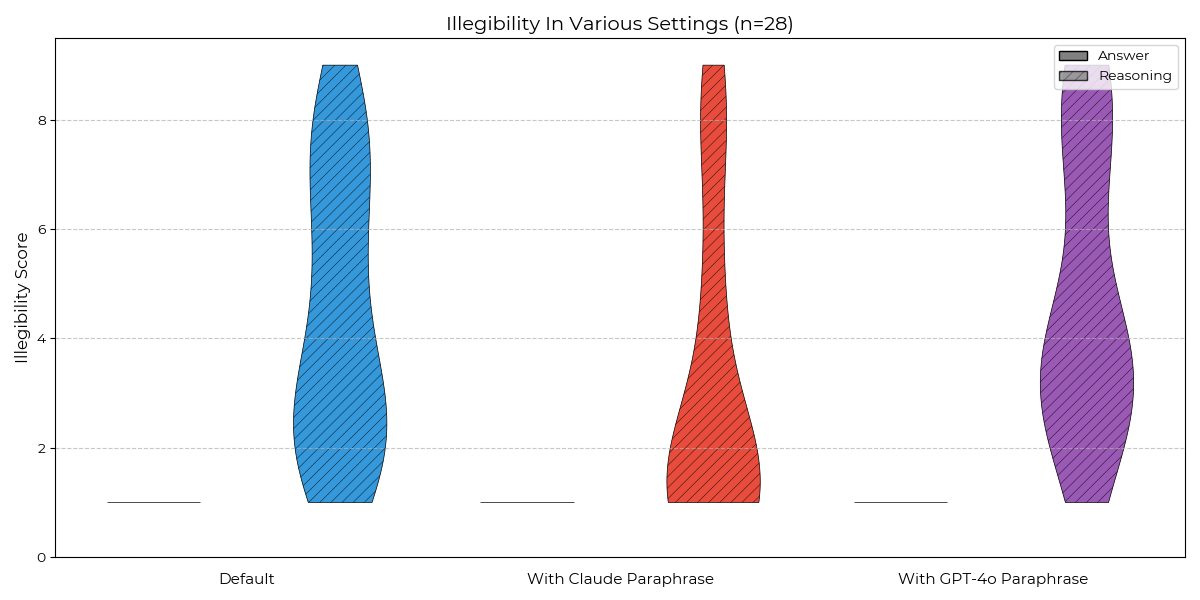 Illegibility In Various Settings (n=28)
Answer
Reasoning
Illegibility Score
8
6
4
2
0
Default
With Claude Paraphrase
With GPT-4o Paraphrase